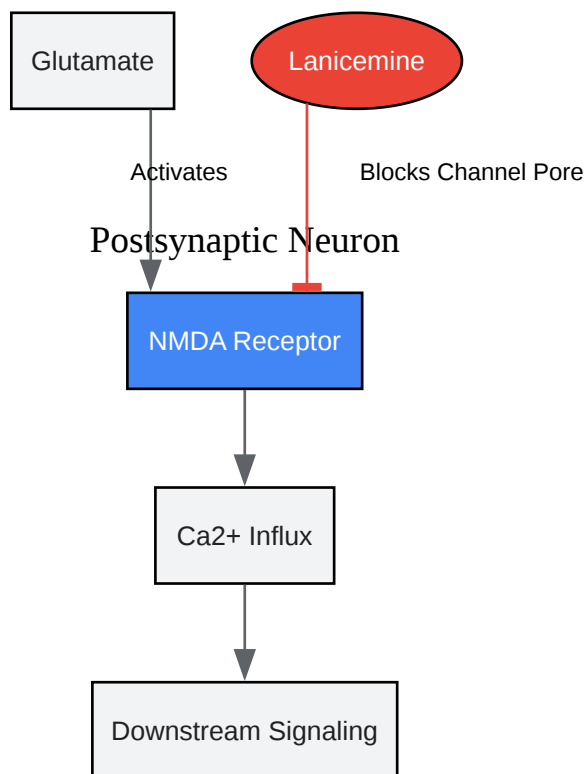 Glutamate
Lanicemine
Activates
Blocks Channel Pore
Postsynaptic Neuron
NMDA Receptor
Ca2+ Influx
Downstream Signaling